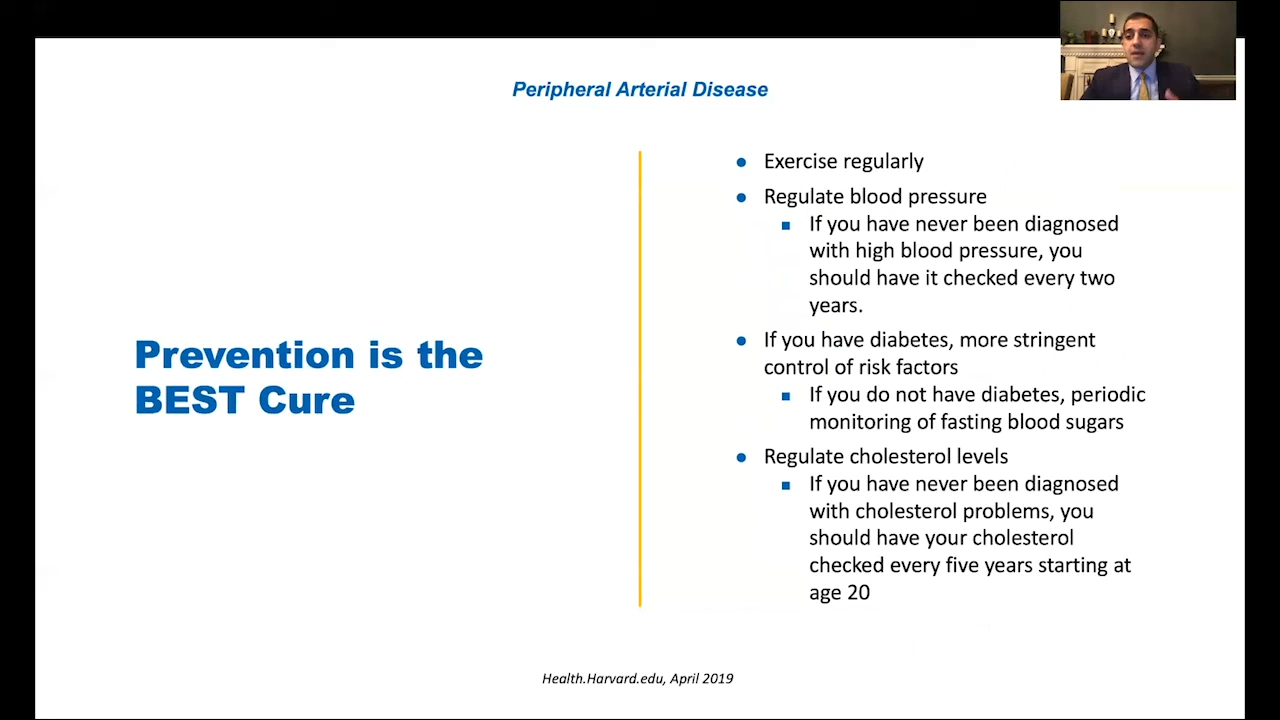 Peripheral Arterial Disease
Prevention is the
BEST Cure
● Exercise regularly
● Regulate blood pressure
■ If you have never been diagnosed
with high blood pressure, you
should have it checked every two
years.
● If you have diabetes, more stringent
control of risk factors
■ If you do not have diabetes, periodic
monitoring of fasting blood sugars
● Regulate cholesterol levels
■ If you have never been diagnosed
with cholesterol problems, you
should have your cholesterol
checked every five years starting at
age 20
Health.Harvard.edu, April 2019